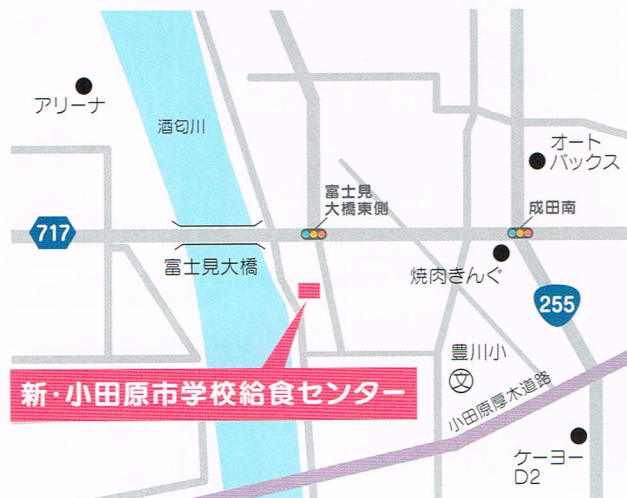 アリーナ
酒匂川
オート
バックス
富士見
大橋東側
成田南
717
富士見大橋
焼肉きんぐ
255
豊川小
文
新・小田原市学校給食センター
小田原厚木道路
ケーヨー
D2